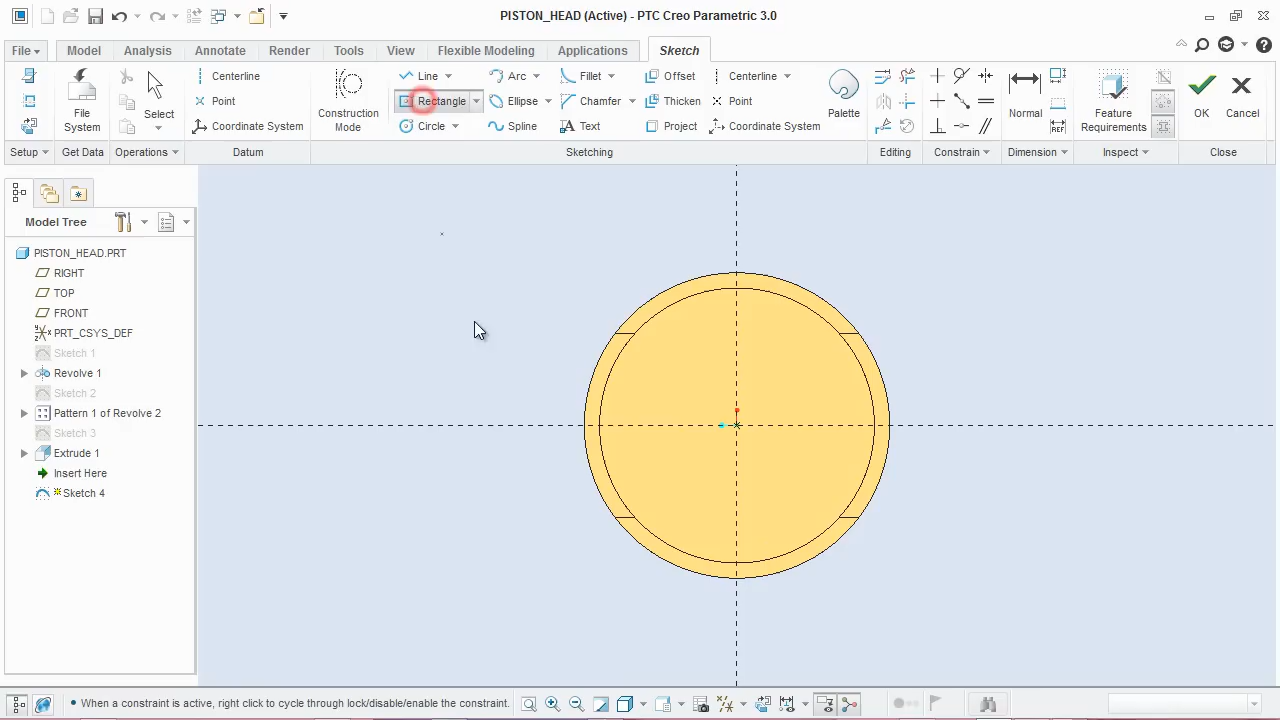 PISTON_HEAD (Active) - PTC Creo Parametric 3.0
File Model Analysis Annotate Render Tools View Flexible Modeling Applications Sketch
Centerline Line Arc Fillet Offset Centerline
Point Rectangle Ellipse Chamfer Thicken Point
Coordinate System Circle Spline Text Project Coordinate System
File System Select Construction Mode Palette Normal Feature Requirements OK Cancel
REF
Setup Get Data Operations Datum Sketching Editing Constrain Dimension Inspect Close
Model Tree
PISTON_HEAD.PRT
RIGHT
TOP
FRONT
PRT_CSYS_DEF
Sketch 1
Revolve 1
Sketch 2
Pattern 1 of Revolve 2
Sketch 3
Extrude 1
Insert Here
Sketch 4
When a constraint is active, right click to cycle through lock/disable/enable the constraint.